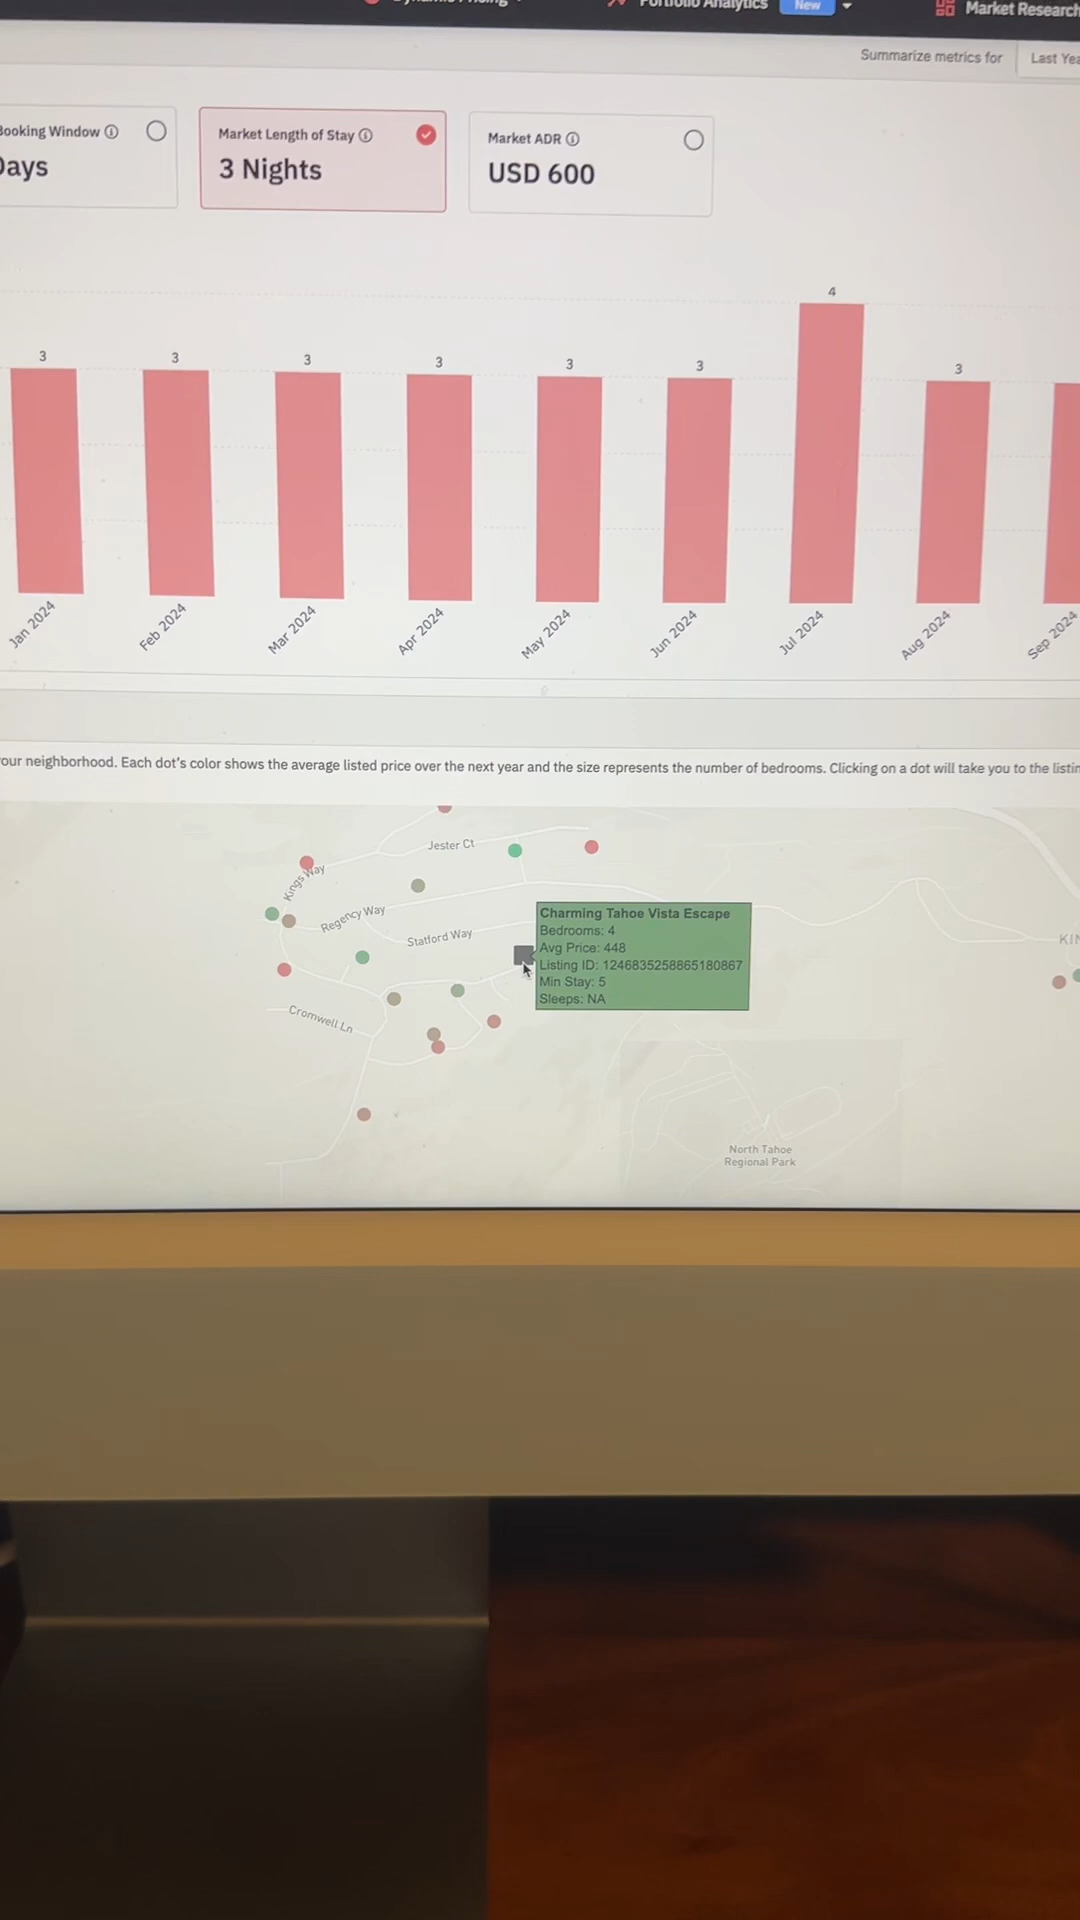 Portfolio Analytics
New
Market Research
Summarize metrics for
Last Yea
Booking Window
Days
Market Length of Stay
3 Nights
Market ADR
USD 600
3
3
3
3
3
3
4
3
Jan 2024
Feb 2024
Mar 2024
Apr 2024
May 2024
Jun 2024
Jul 2024
Aug 2024
Sep 2024
our neighborhood. Each dot's color shows the average listed price over the next year and the size represents the number of bedrooms. Clicking on a dot will take you to the listin
Jester Ct
Kings Way
Regency Way
Statford Way
Cromwell Ln
Charming Tahoe Vista Escape
Bedrooms: 4
Avg Price: 448
Listing ID: 1246835258865180867
Min Stay: 5
Sleeps: NA
KIN
North Tahoe
Regional Park